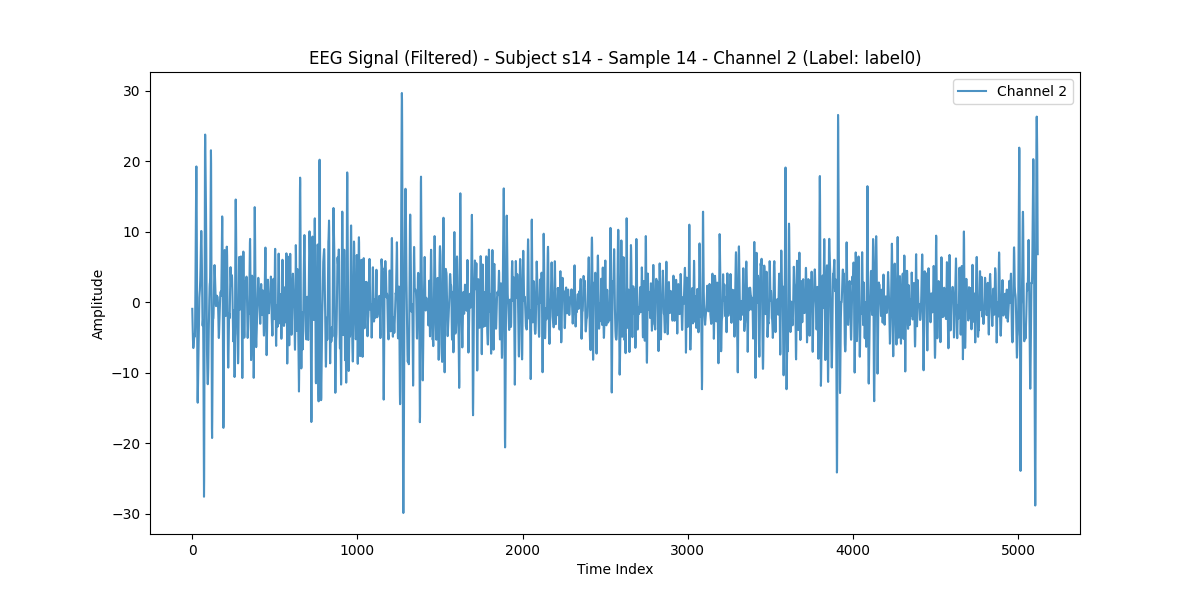 EEG Signal (Filtered) - Subject s14 - Sample 14 - Channel 2 (Label: label0)
Channel 2
30
20
10
0
−10
−20
−30
Amplitude
0 1000 2000 3000 4000 5000
Time Index